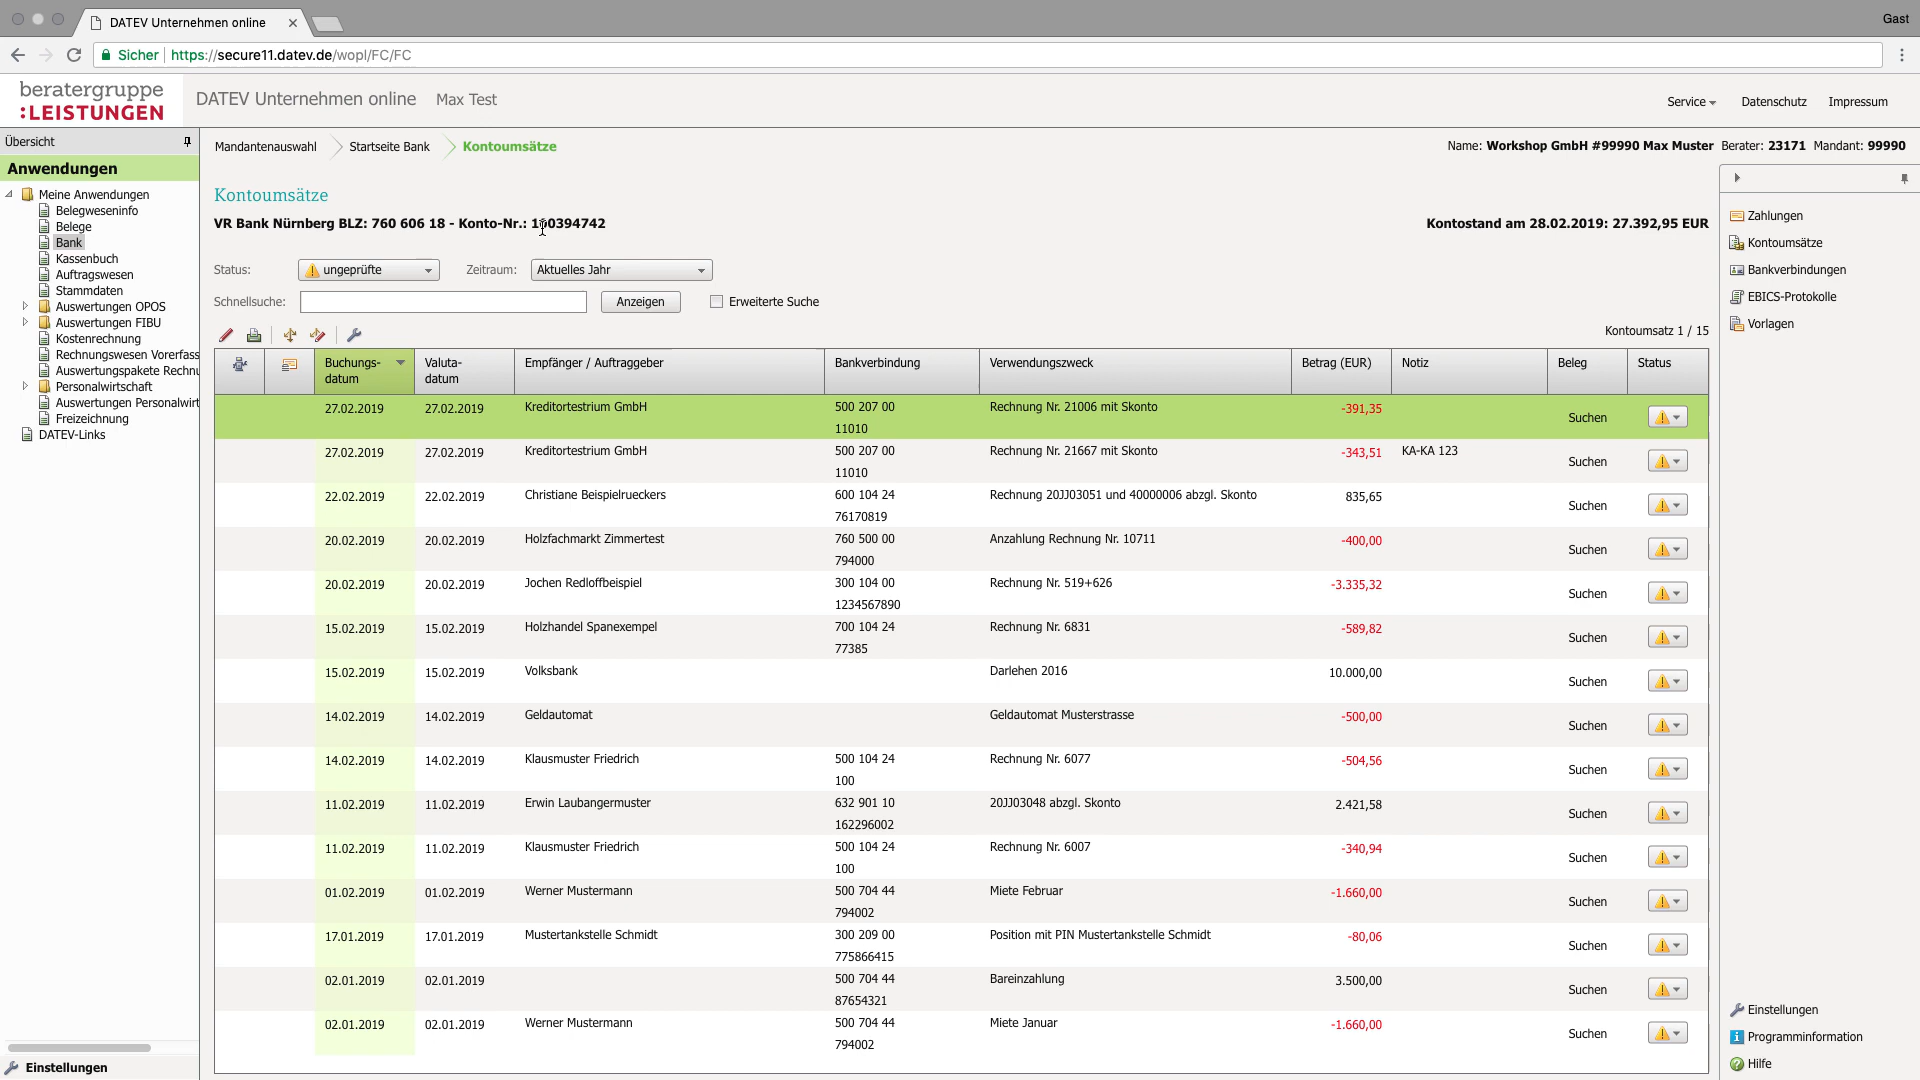 DATEV Unternehmen online
Gast
Sicher https://secure11.datev.de/wopl/FC/FC
beratergruppe
:LEISTUNGEN
DATEV Unternehmen online Max Test
Service Datenschutz Impressum
Übersicht
Anwendungen
Meine Anwendungen
Belegweseninfo
Belege
Bank
Kassenbuch
Auftragswesen
Stammdaten
Auswertungen OPOS
Auswertungen FIBU
Kostenrechnung
Rechnungswesen Vorerfass
Auswertungspakete Rechnu
Personalwirtschaft
Auswertungen Personalwirt
Freizeichnung
DATEV-Links
Einstellungen
Mandantenauswahl Startseite Bank Kontoumsätze
Name: Workshop GmbH #99990 Max Muster Berater: 23171 Mandant: 99990
Kontoumsätze
VR Bank Nürnberg BLZ: 760 606 18 - Konto-Nr.: 100394742
Kontostand am 28.02.2019: 27.392,95 EUR
Status: ungeprüfte Zeitraum: Aktuelles Jahr
Schnellsuche: Anzeigen Erweiterte Suche
Kontoumsatz 1 / 15
Buchungs-datum Valuta-datum Empfänger / Auftraggeber Bankverbindung Verwendungszweck Betrag (EUR) Notiz Beleg Status
27.02.2019 27.02.2019 Kreditortestrium GmbH 500 207 00 Rechnung Nr. 21006 mit Skonto -391,35 Suchen
11010
27.02.2019 27.02.2019 Kreditortestrium GmbH 500 207 00 Rechnung Nr. 21667 mit Skonto -343,51 KA-KA 123 Suchen
11010
22.02.2019 22.02.2019 Christiane Beispielrueckers 600 104 24 Rechnung 20JJ03051 und 40000006 abzgl. Skonto 835,65 Suchen
76170819
20.02.2019 20.02.2019 Holzfachmarkt Zimmertest 760 500 00 Anzahlung Rechnung Nr. 10711 -400,00 Suchen
794000
20.02.2019 20.02.2019 Jochen Redloffbeispiel 300 104 00 Rechnung Nr. 519+626 -3.335,32 Suchen
1234567890
15.02.2019 15.02.2019 Holzhandel Spanexempel 700 104 24 Rechnung Nr. 6831 -589,82 Suchen
77385
15.02.2019 15.02.2019 Volksbank Darlehen 2016 10.000,00 Suchen
14.02.2019 14.02.2019 Geldautomat Geldautomat Musterstrasse -500,00 Suchen
14.02.2019 14.02.2019 Klausmuster Friedrich 500 104 24 Rechnung Nr. 6077 -504,56 Suchen
100
11.02.2019 11.02.2019 Erwin Laubangermuster 632 901 10 20JJ03048 abzgl. Skonto 2.421,58 Suchen
162296002
11.02.2019 11.02.2019 Klausmuster Friedrich 500 104 24 Rechnung Nr. 6007 -340,94 Suchen
100
01.02.2019 01.02.2019 Werner Mustermann 500 704 44 Miete Februar -1.660,00 Suchen
794002
17.01.2019 17.01.2019 Mustertankstelle Schmidt 300 209 00 Position mit PIN Mustertankstelle Schmidt -80,06 Suchen
775866415
02.01.2019 02.01.2019 500 704 44 Bareinzahlung 3.500,00 Suchen
87654321
02.01.2019 02.01.2019 Werner Mustermann 500 704 44 Miete Januar -1.660,00 Suchen
794002
Zahlungen
Kontoumsätze
Bankverbindungen
EBICS-Protokolle
Vorlagen
Einstellungen
Programminformation
Hilfe